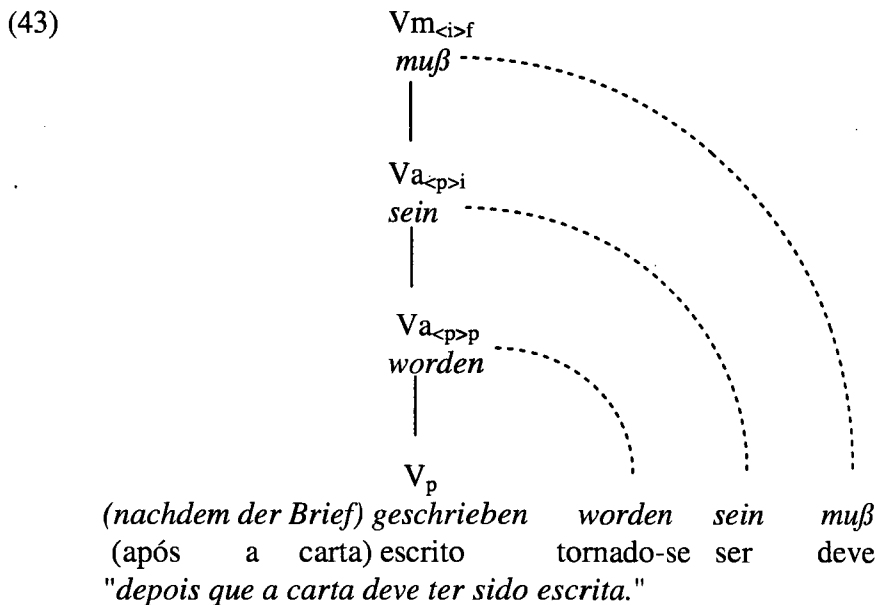 (43) Vm<i>f
muß
Va<p>i
sein
Va<p>p
worden
Vp
(nachdem der Brief) geschrieben worden sein muß
(após a carta) escrito tornado-se ser deve
"depois que a carta deve ter sido escrita."